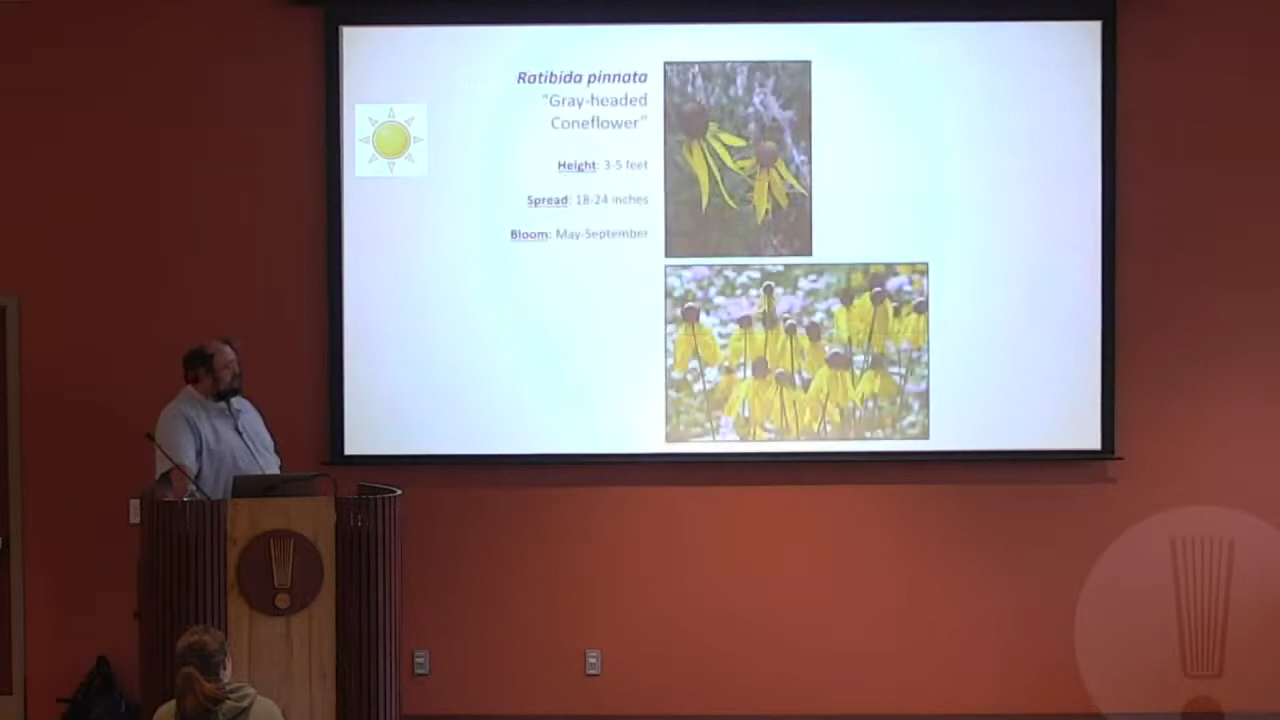 Ratibida pinnata
"Gray-headed
Coneflower"
Height: 3-5 feet
Spread: 18-24 inches
Bloom: May-September